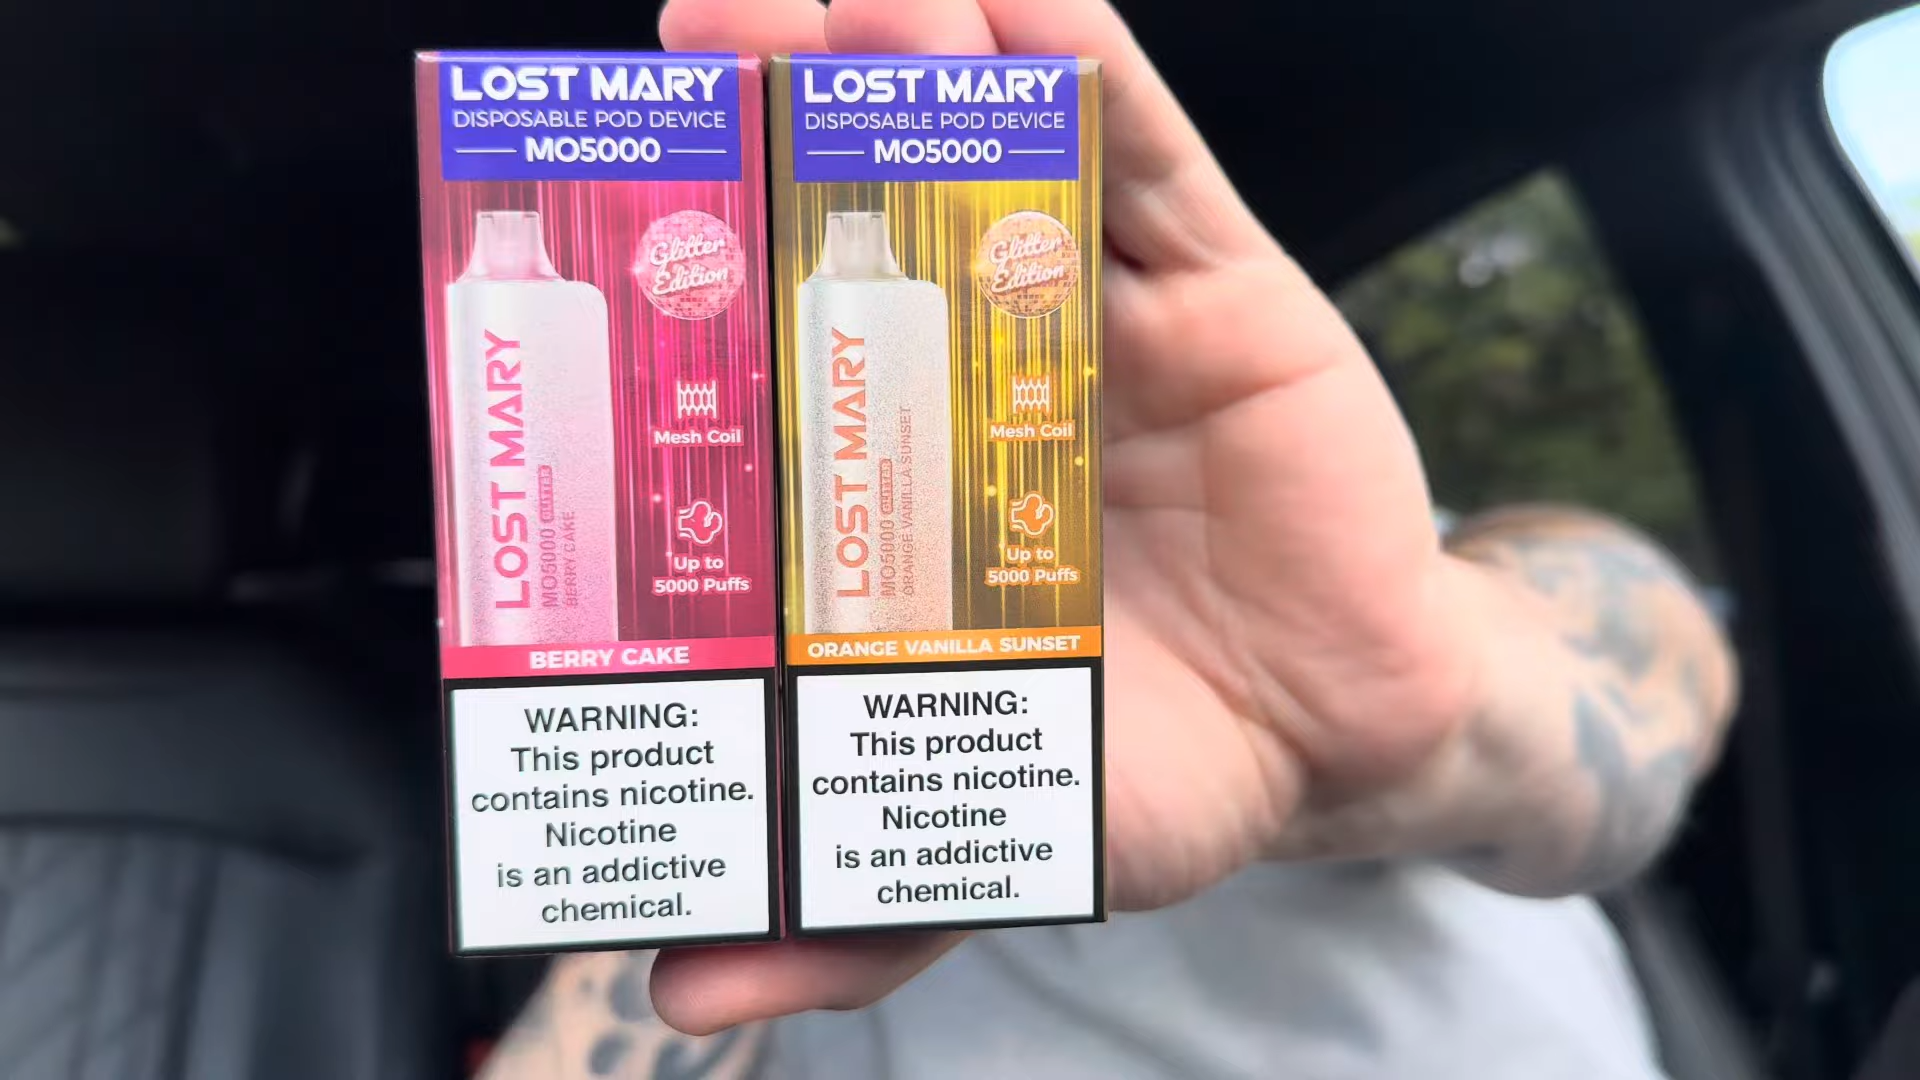 LOST MARY
DISPOSABLE POD DEVICE
MO5000
Glitter
Edition
LOST MARY
MO5000 GLITTER
BERRY CAKE
Mesh Coil
Up to
5000 Puffs
BERRY CAKE
WARNING:
This product
contains nicotine.
Nicotine
is an addictive
chemical.
LOST MARY
DISPOSABLE POD DEVICE
MO5000
Glitter
Edition
LOST MARY
MO5000 GLITTER
ORANGE VANILLA SUNSET
Mesh Coil
Up to
5000 Puffs
ORANGE VANILLA SUNSET
WARNING:
This product
contains nicotine.
Nicotine
is an addictive
chemical.